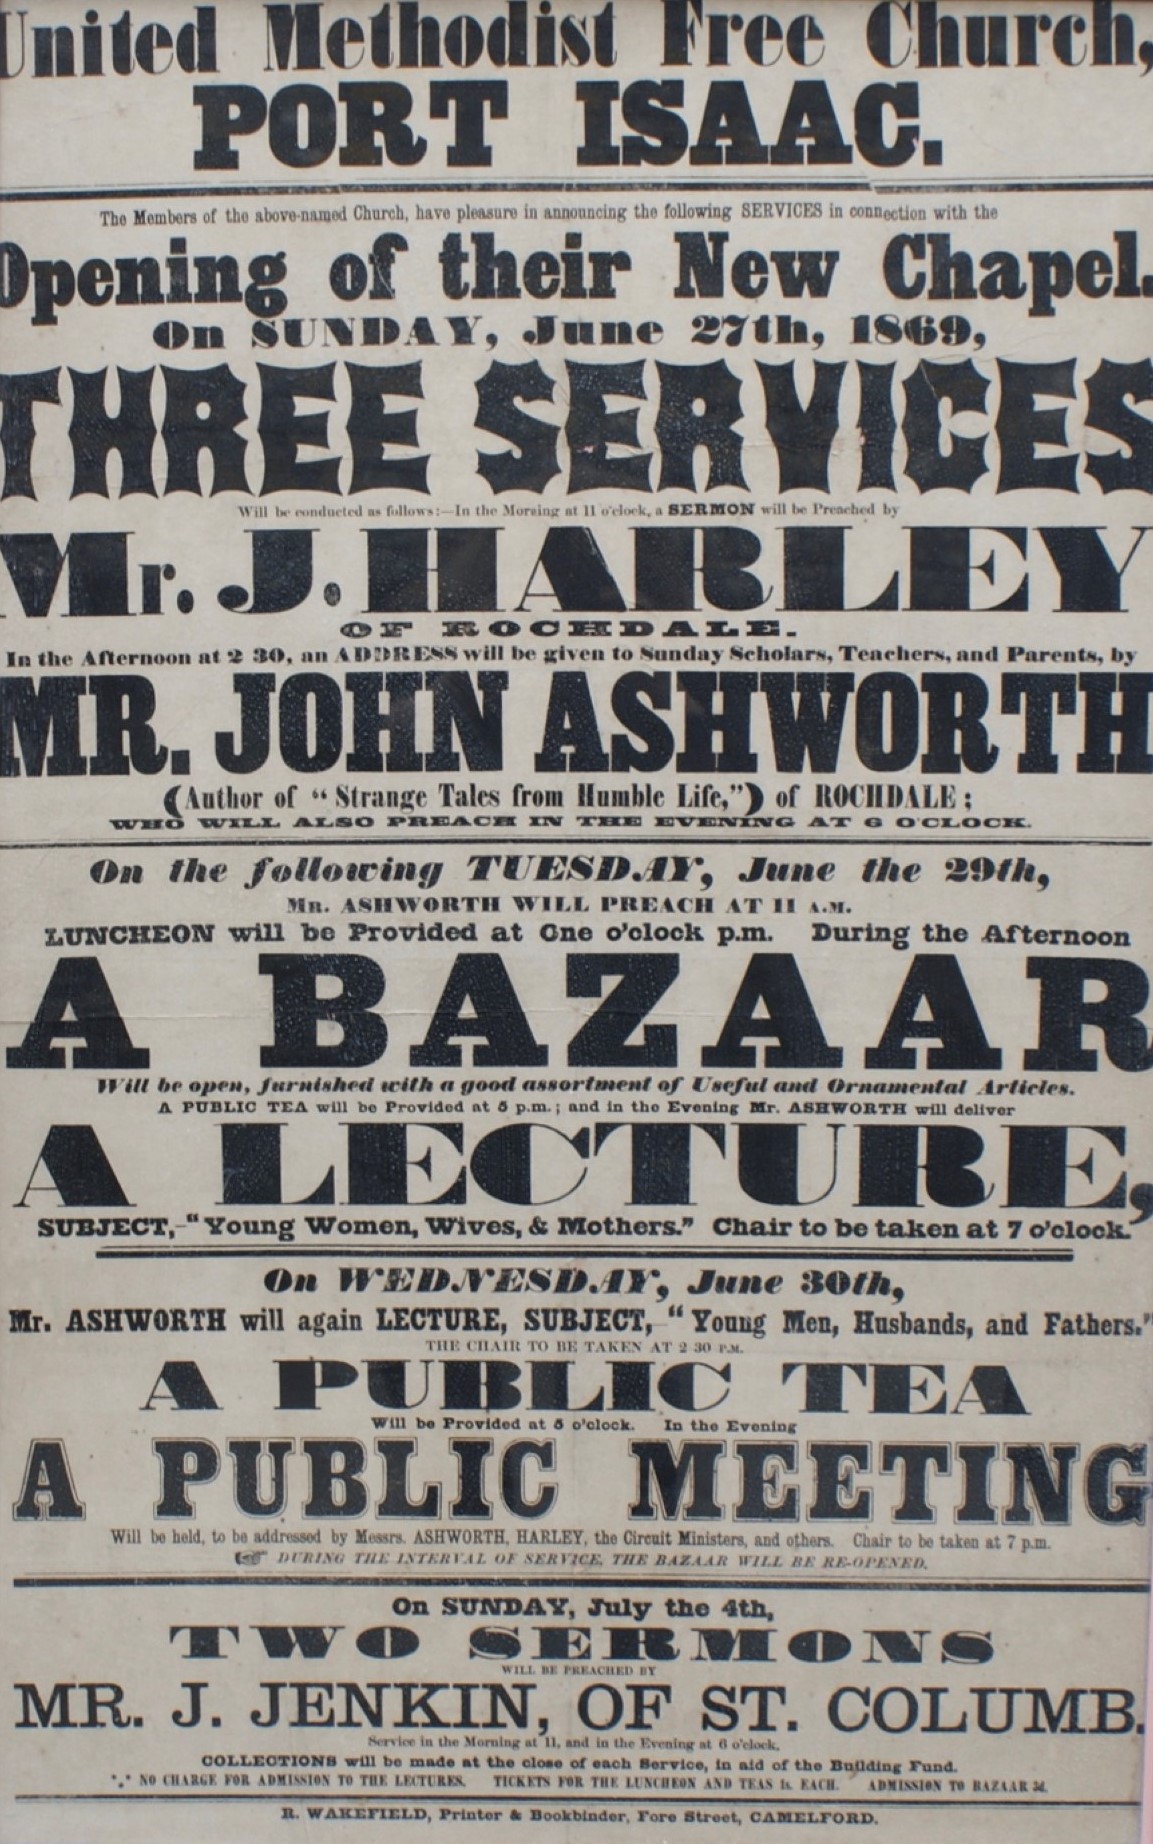 United Methodist Free Church,
PORT ISAAC.
The Members of the above-named Church, have pleasure in announcing the following SERVICES in connection with the
Opening of their New Chapel.
On SUNDAY, June 27th, 1869,
THREE SERVICES
Will be conducted as follows:—In the Morning at 11 o'clock, a SERMON will be Preached by
Mr. J. HARLEY
OF ROCHDALE.
In the Afternoon at 2 30, an ADDRESS will be given to Sunday Scholars, Teachers, and Parents, by
MR. JOHN ASHWORTH
(Author of "Strange Tales from Humble Life,") of ROCHDALE;
WHO WILL ALSO PREACH IN THE EVENING AT 6 O'CLOCK.
On the following TUESDAY, June the 29th,
MR. ASHWORTH WILL PREACH AT 11 A.M.
LUNCHEON will be Provided at One o'clock p.m. During the Afternoon
A BAZAAR
Will be open, furnished with a good assortment of Useful and Ornamental Articles.
A PUBLIC TEA will be Provided at 5 p.m.; and in the Evening Mr. ASHWORTH will deliver
A LECTURE,
SUBJECT,-"Young Women, Wives, & Mothers." Chair to be taken at 7 o'clock.
On WEDNESDAY, June 30th,
Mr. ASHWORTH will again LECTURE, SUBJECT,-"Young Men, Husbands, and Fathers."
THE CHAIR TO BE TAKEN AT 2 30 P.M.
A PUBLIC TEA
Will be Provided at 5 o'clock. In the Evening
A PUBLIC MEETING
Will be held, to be addressed by Messrs. ASHWORTH, HARLEY, the Circuit Ministers, and others. Chair to be taken at 7 p.m.
☞ DURING THE INTERVAL OF SERVICE, THE BAZAAR WILL BE RE-OPENED.
On SUNDAY, July the 4th,
TWO SERMONS
WILL BE PREACHED BY
MR. J. JENKIN, OF ST. COLUMB.
Service in the Morning at 11, and in the Evening at 6 o'clock.
COLLECTIONS will be made at the close of each Service, in aid of the Building Fund.
*.* NO CHARGE FOR ADMISSION TO THE LECTURES. TICKETS FOR THE LUNCHEON AND TEAS 1s. EACH. ADMISSION TO BAZAAR 3d.
R. WAKEFIELD, Printer & Bookbinder, Fore Street, CAMELFORD.